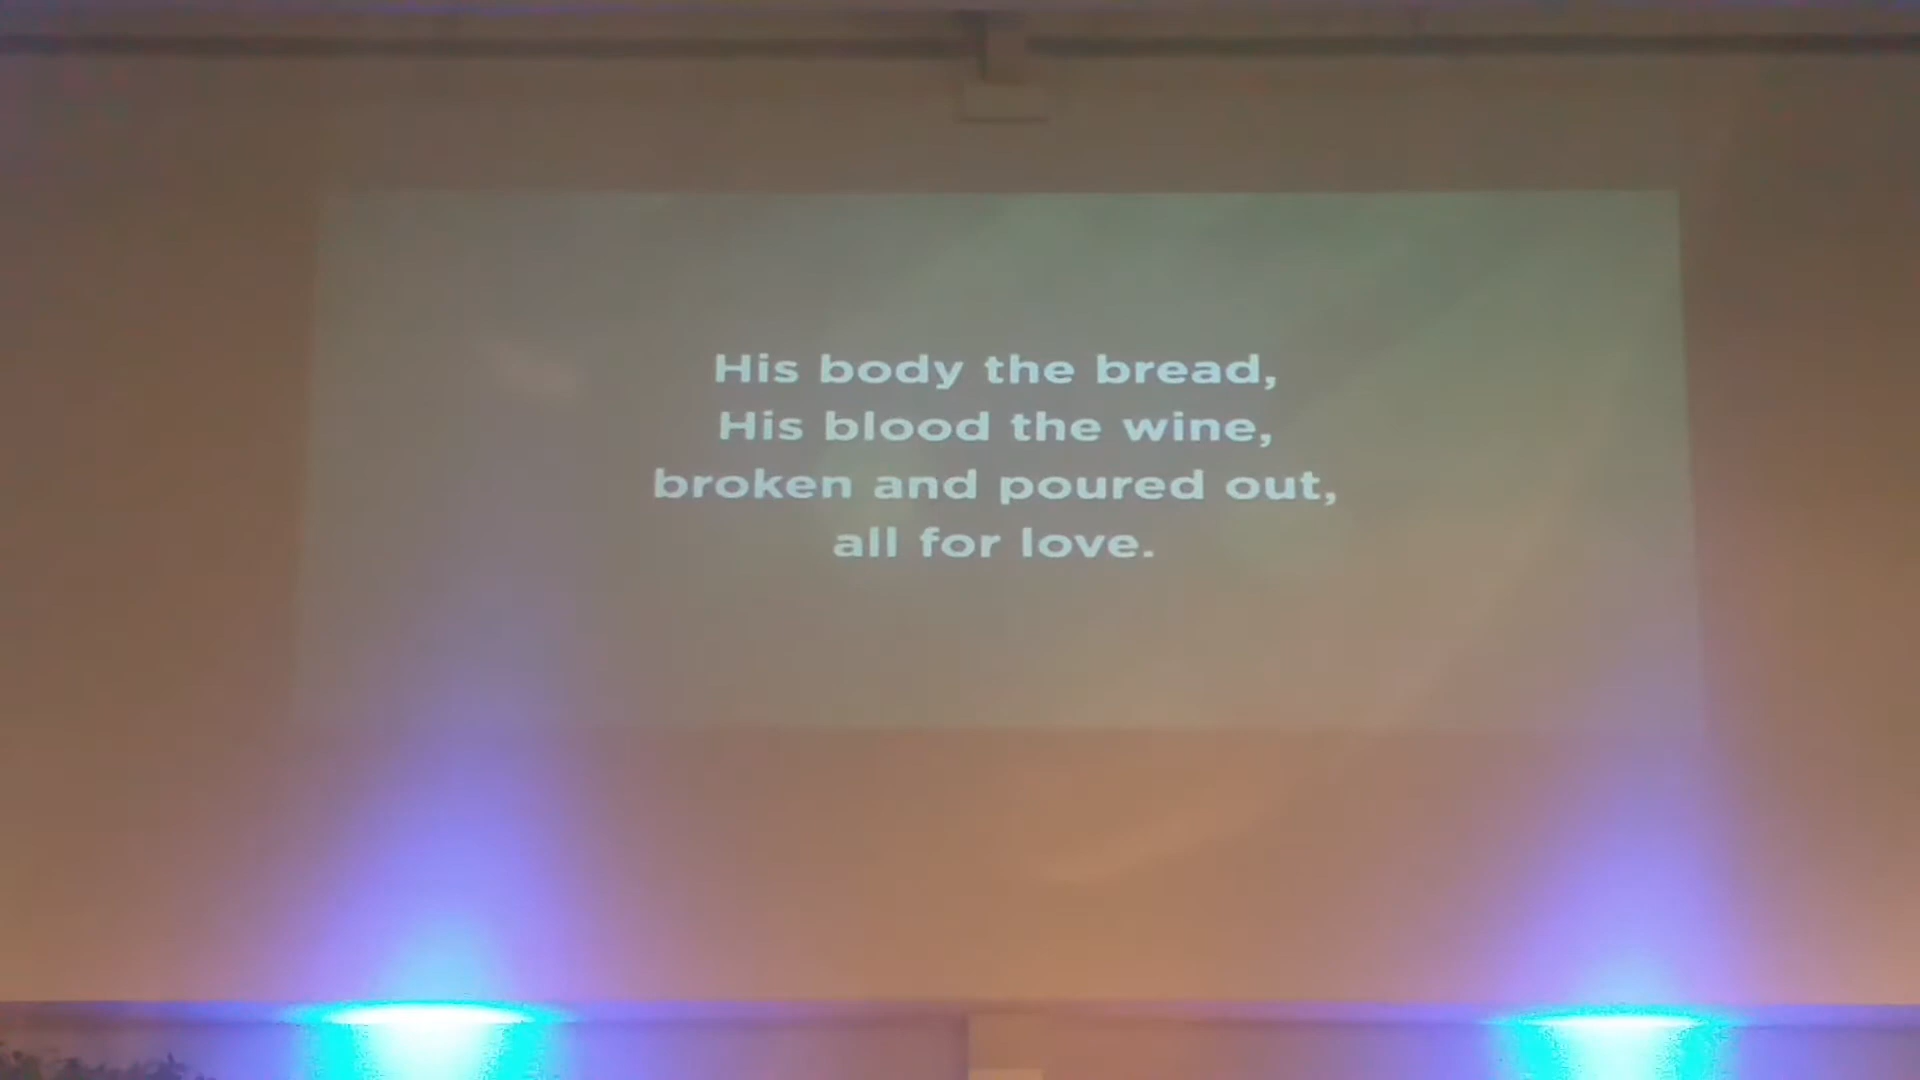 His body the bread,
His blood the wine,
broken and poured out,
all for love.